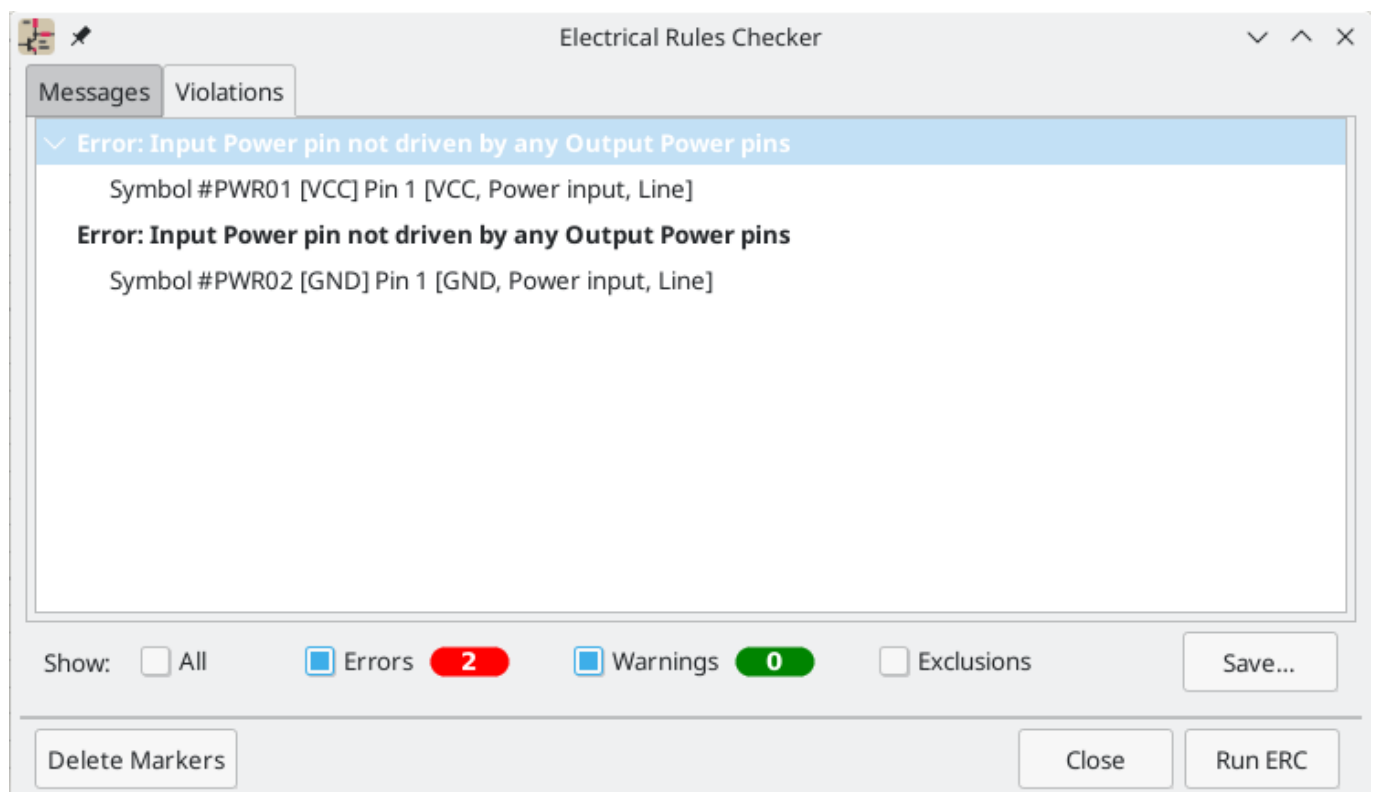 Electrical Rules Checker
Messages Violations
Error: Input Power pin not driven by any Output Power pins
Symbol #PWR01 [VCC] Pin 1 [VCC, Power input, Line]
Error: Input Power pin not driven by any Output Power pins
Symbol #PWR02 [GND] Pin 1 [GND, Power input, Line]
Show: All Errors 2 Warnings 0 Exclusions Save...
Delete Markers Close Run ERC